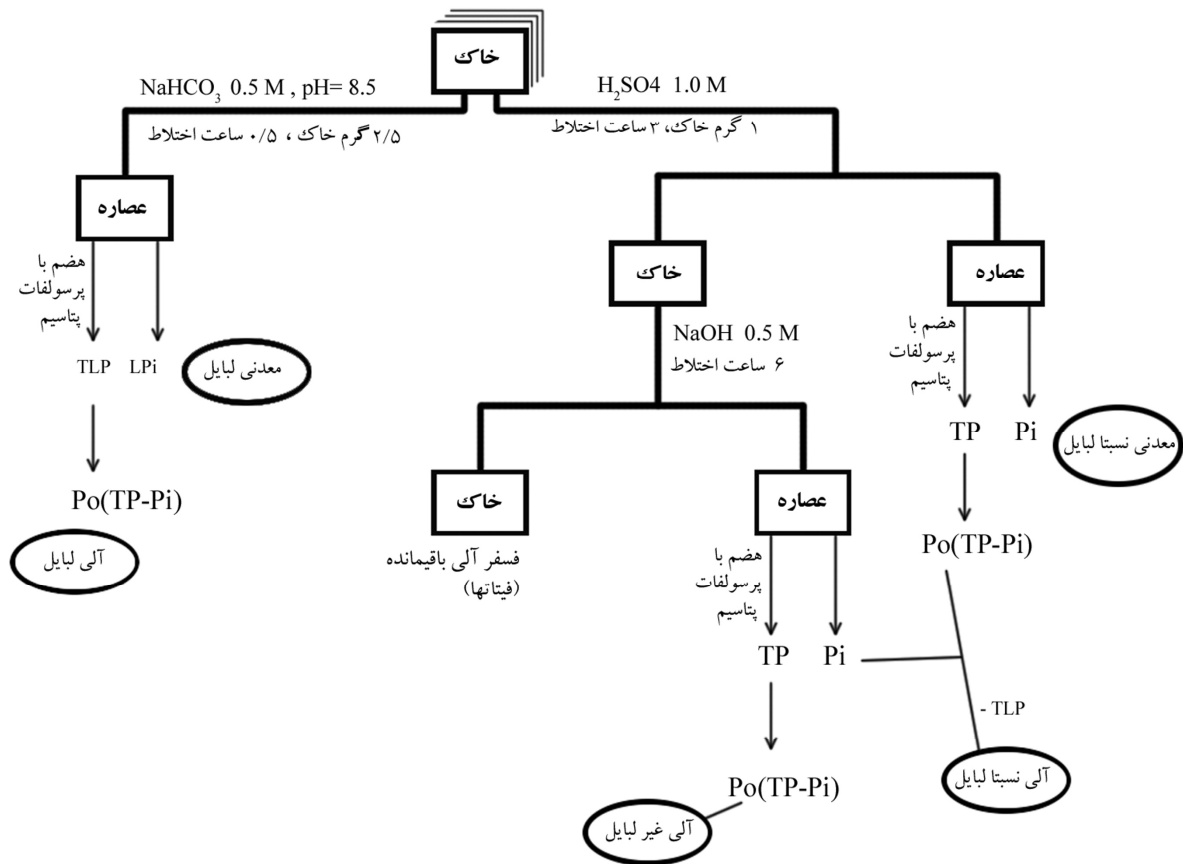 خاک
NaHCO3 0.5 M , pH= 8.5
۲/۵ گرم خاک ، ۰/۵ ساعت اختلاط
H2SO4 1.0 M
۱ گرم خاک، ۳ ساعت اختلاط
عصاره
هضم با
پرسولفات
پتاسیم
TLP LPi
معدنی لبایل
Po(TP-Pi)
آلی لبایل
خاک
عصاره
NaOH 0.5 M
۶ ساعت اختلاط
هضم با
پرسولفات
پتاسیم
TP Pi
معدنی نسبتا لبایل
Po(TP-Pi)
خاک
فسفر آلی باقیمانده
(فیتاتها)
عصاره
هضم با
پرسولفات
پتاسیم
TP Pi
- TLP
آلی نسبتا لبایل
Po(TP-Pi)
آلی غیر لبایل